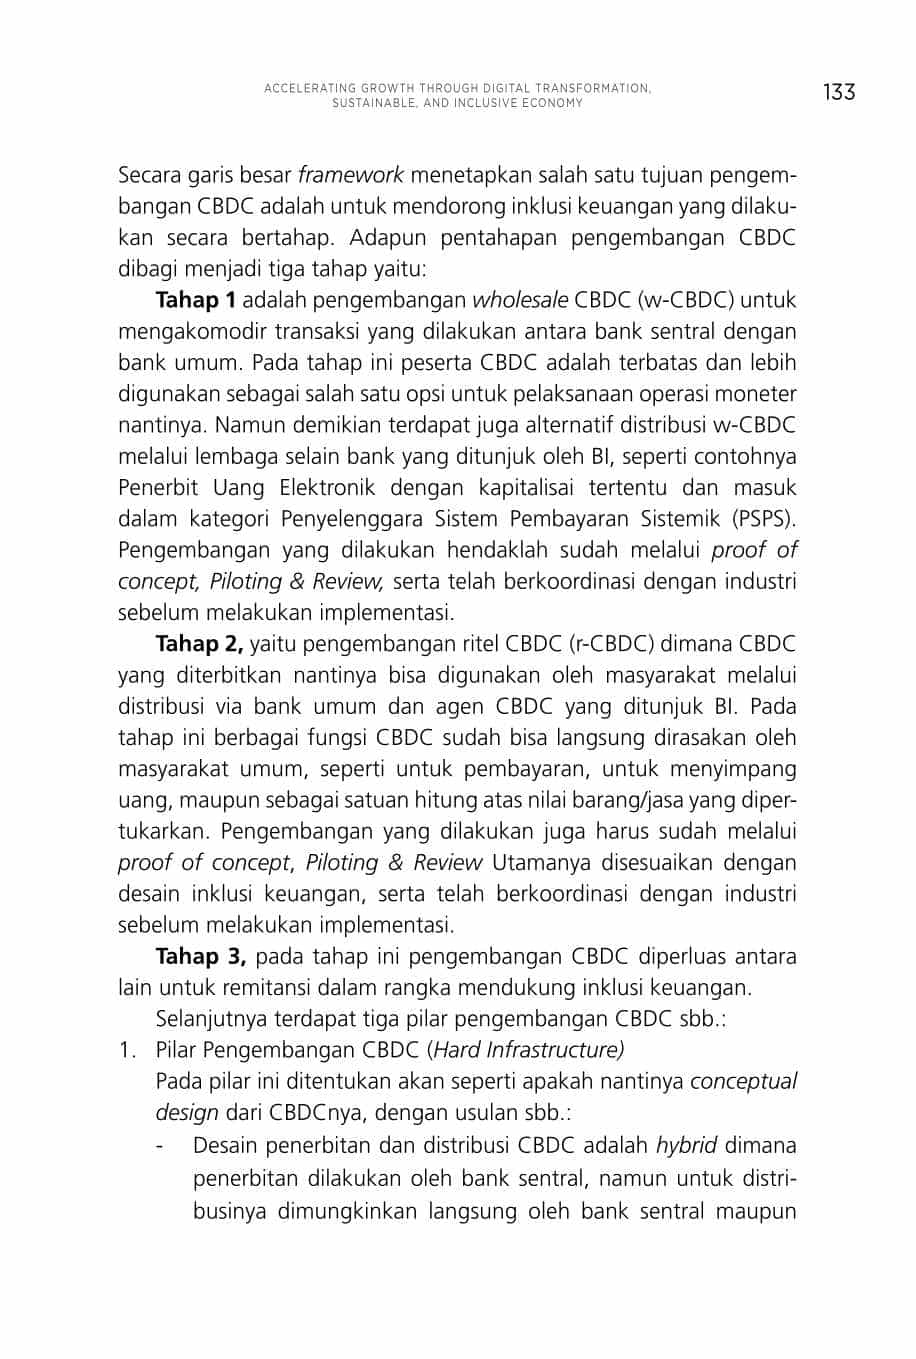 ACCELERATING GROWTH THROUGH DIGITAL TRANSFORMATION,
SUSTAINABLE, AND INCLUSIVE ECONOMY
133
Secara garis besar framework menetapkan salah satu tujuan pengem-
bangan CBDC adalah untuk mendorong inklusi keuangan yang dilaku-
kan secara bertahap. Adapun pentahapan pengembangan CBDC
dibagi menjadi tiga tahap yaitu:
Tahap 1 adalah pengembangan wholesale CBDC (w-CBDC) untuk
mengakomodir transaksi yang dilakukan antara bank sentral dengan
bank umum. Pada tahap ini peserta CBDC adalah terbatas dan lebih
digunakan sebagai salah satu opsi untuk pelaksanaan operasi moneter
nantinya. Namun demikian terdapat juga alternatif distribusi w-CBDC
melalui lembaga selain bank yang ditunjuk oleh BI, seperti contohnya
Penerbit Uang Elektronik dengan kapitalisai tertentu dan masuk
dalam kategori Penyelenggara Sistem Pembayaran Sistemik (PSPS).
Pengembangan yang dilakukan hendaklah sudah melalui proof of
concept, Piloting & Review, serta telah berkoordinasi dengan industri
sebelum melakukan implementasi.
Tahap 2, yaitu pengembangan ritel CBDC (r-CBDC) dimana CBDC
yang diterbitkan nantinya bisa digunakan oleh masyarakat melalui
distribusi via bank umum dan agen CBDC yang ditunjuk BI. Pada
tahap ini berbagai fungsi CBDC sudah bisa langsung dirasakan oleh
masyarakat umum, seperti untuk pembayaran, untuk menyimpang
uang, maupun sebagai satuan hitung atas nilai barang/jasa yang diper-
tukarkan. Pengembangan yang dilakukan juga harus sudah melalui
proof of concept, Piloting & Review Utamanya disesuaikan dengan
desain inklusi keuangan, serta telah berkoordinasi dengan industri
sebelum melakukan implementasi.
Tahap 3, pada tahap ini pengembangan CBDC diperluas antara
lain untuk remitansi dalam rangka mendukung inklusi keuangan.
Selanjutnya terdapat tiga pilar pengembangan CBDC sbb.:
1. Pilar Pengembangan CBDC (Hard Infrastructure)
Pada pilar ini ditentukan akan seperti apakah nantinya conceptual
design dari CBDCnya, dengan usulan sbb.:
- Desain penerbitan dan distribusi CBDC adalah hybrid dimana
penerbitan dilakukan oleh bank sentral, namun untuk distri-
businya dimungkinkan langsung oleh bank sentral maupun